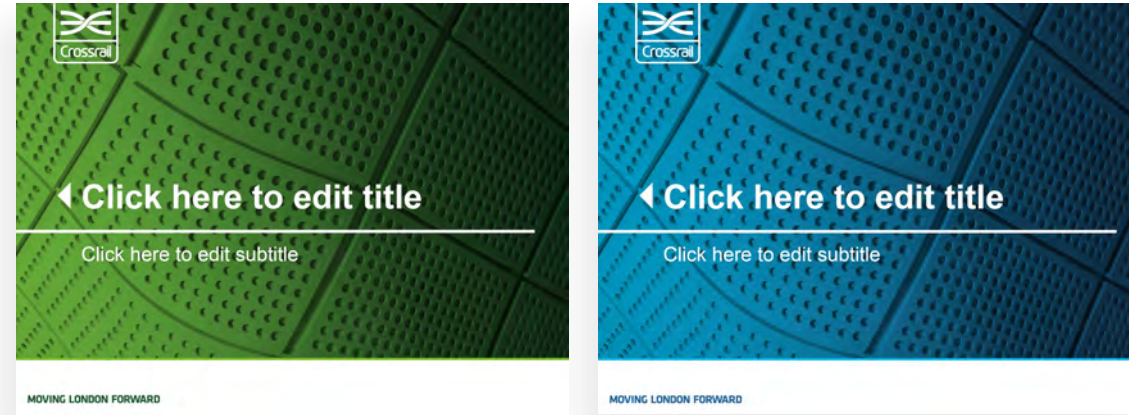 Crossrail
Click here to edit title
Click here to edit subtitle
MOVING LONDON FORWARD
Crossrail
Click here to edit title
Click here to edit subtitle
MOVING LONDON FORWARD